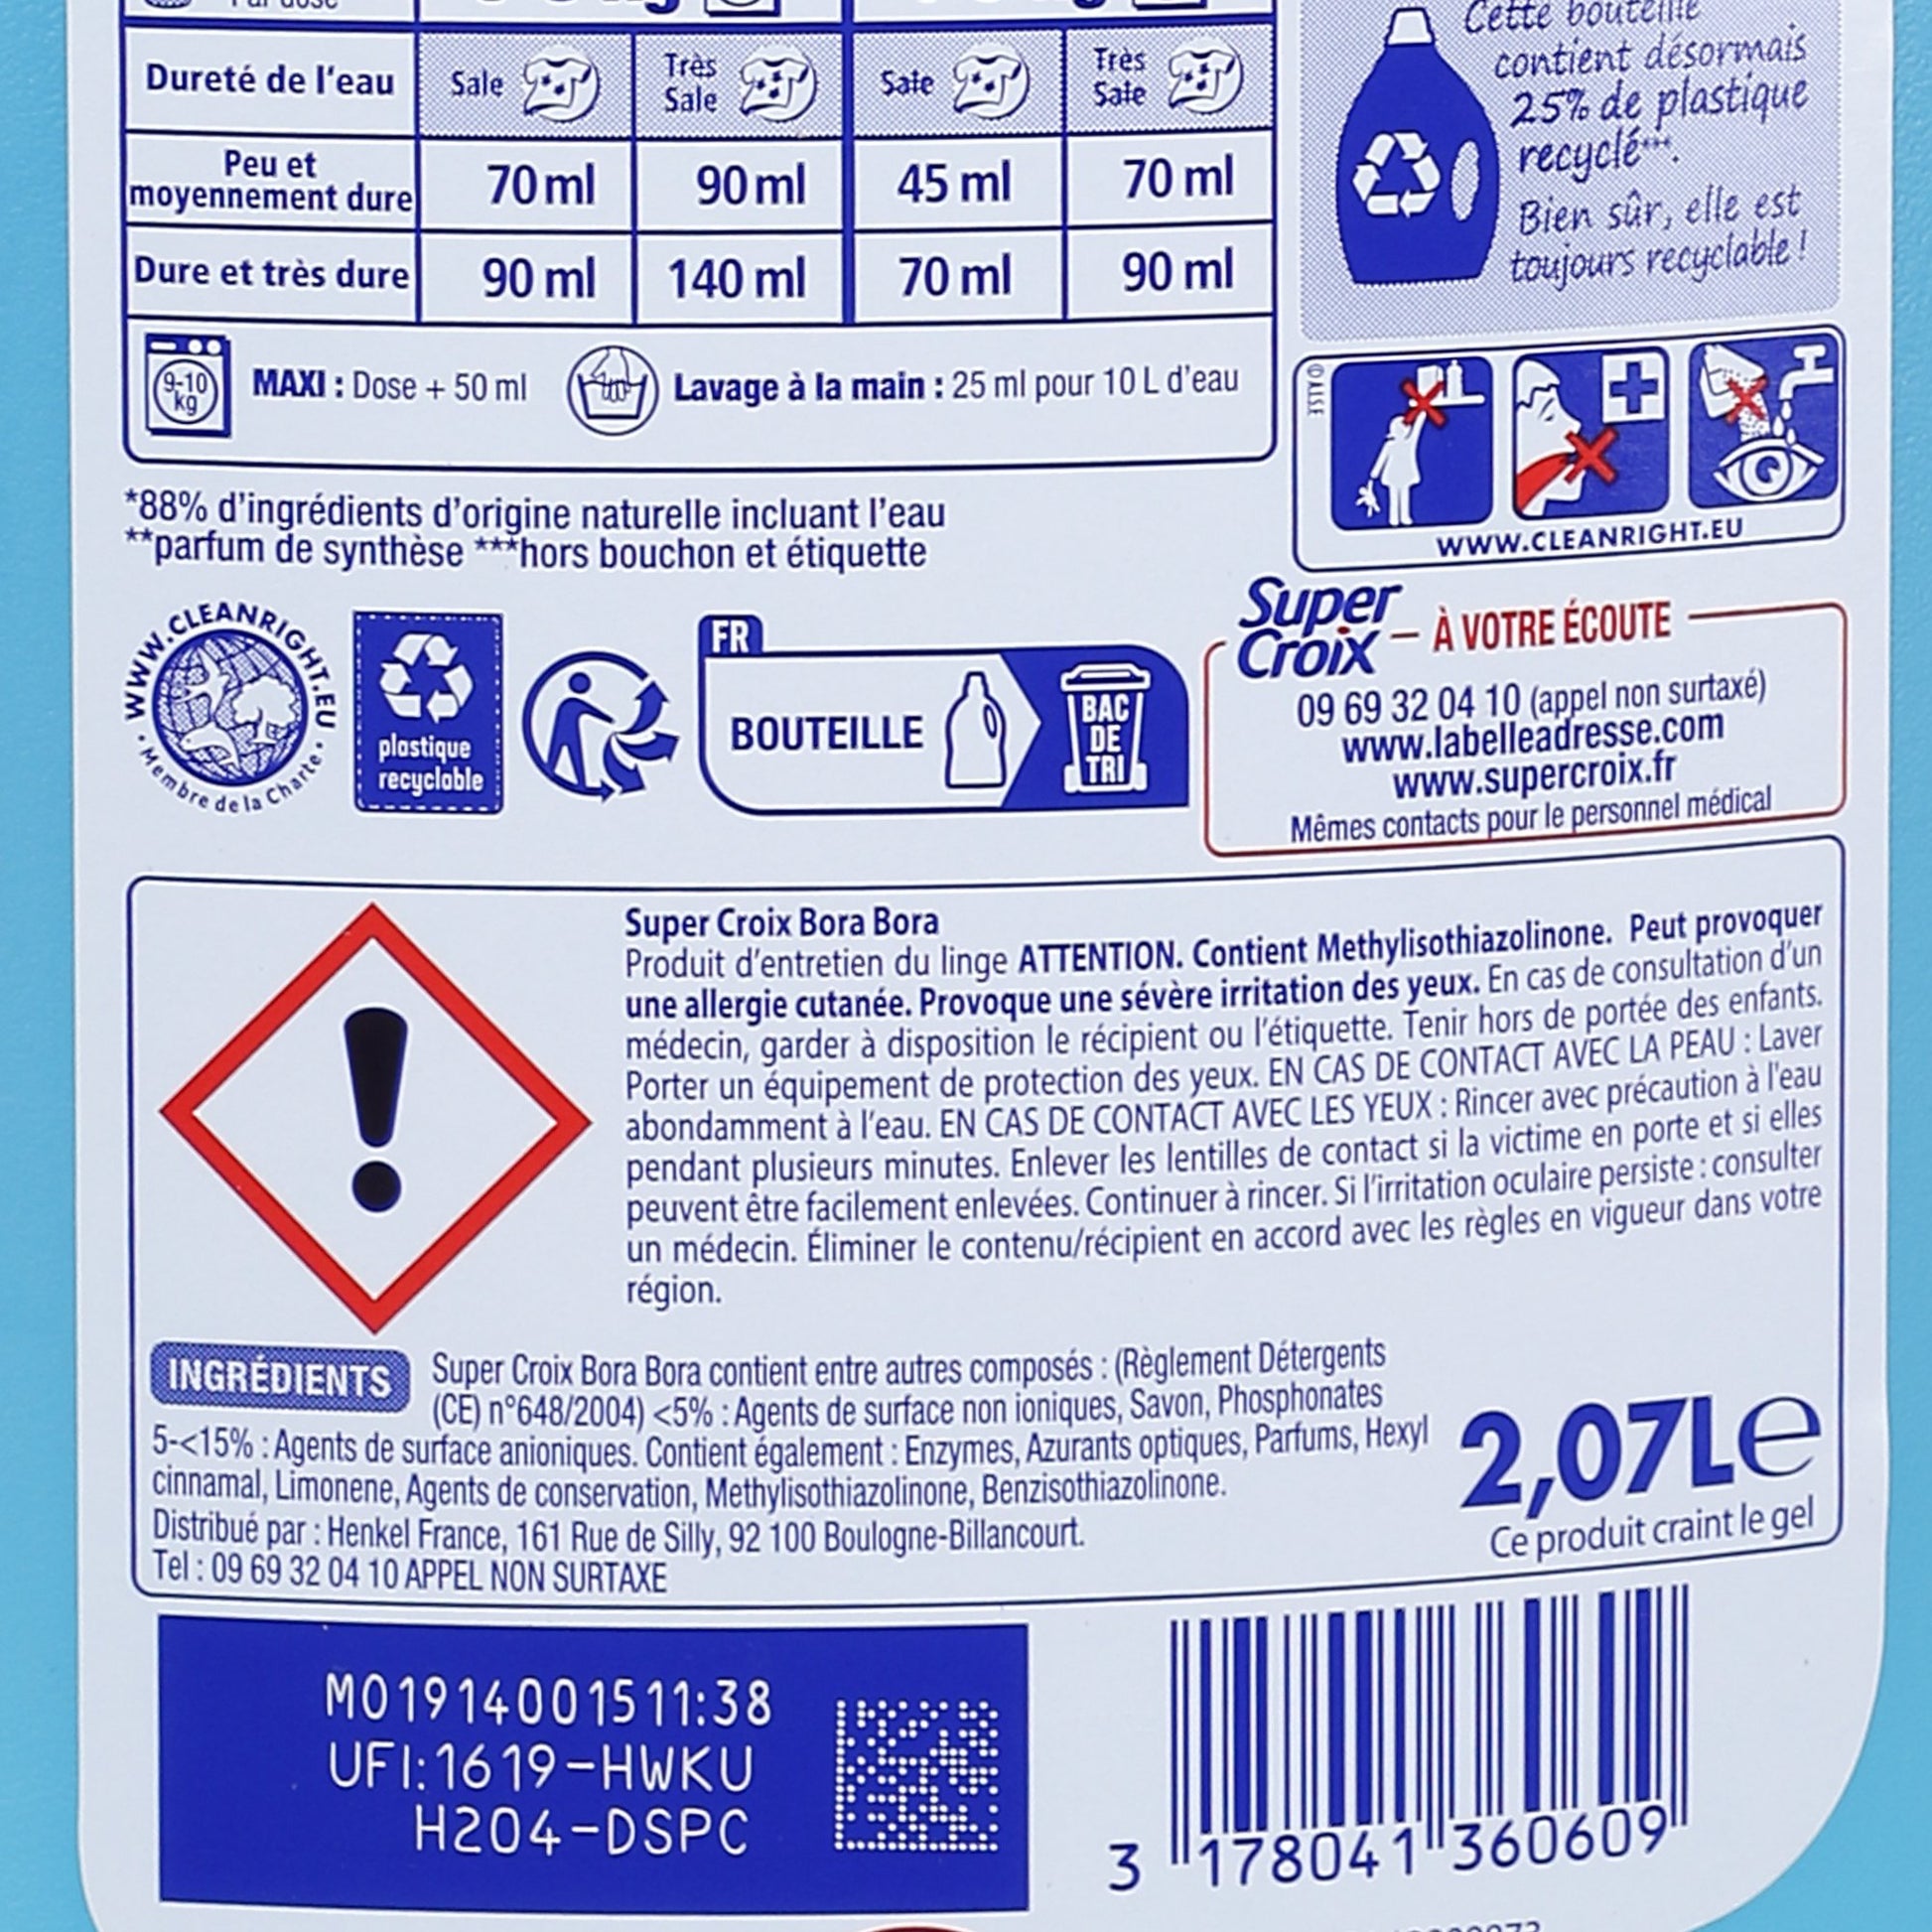 Par dose
Dureté de l'eau
Sale
Très
Sale
Sale
Très
Sale
Peu et
moyennement dure
70 ml
90 ml
45 ml
70 ml
Dure et très dure
90 ml
140 ml
70 ml
90 ml
9-10
kg
MAXI : Dose + 50 ml
Lavage à la main : 25 ml pour 10 L d'eau
Cette bouteille
contient désormais
25% de plastique
recyclé***.
Bien sûr, elle est
toujours recyclable !
© AISE
WWW.CLEANRIGHT.EU
*88% d'ingrédients d'origine naturelle incluant l'eau
**parfum de synthèse ***hors bouchon et étiquette
WWW.CLEANRIGHT.EU
• Membre de la Charte •
plastique
recyclable
FR
BOUTEILLE
BAC
DE
TRI
Super
Croix
À VOTRE ÉCOUTE
09 69 32 04 10 (appel non surtaxé)
www.labelleadresse.com
www.supercroix.fr
Mêmes contacts pour le personnel médical
Super Croix Bora Bora
Produit d'entretien du linge ATTENTION. Contient Methylisothiazolinone. Peut provoquer
une allergie cutanée. Provoque une sévère irritation des yeux. En cas de consultation d'un
médecin, garder à disposition le récipient ou l'étiquette. Tenir hors de portée des enfants.
Porter un équipement de protection des yeux. EN CAS DE CONTACT AVEC LA PEAU : Laver
abondamment à l'eau. EN CAS DE CONTACT AVEC LES YEUX : Rincer avec précaution à l'eau
pendant plusieurs minutes. Enlever les lentilles de contact si la victime en porte et si elles
peuvent être facilement enlevées. Continuer à rincer. Si l'irritation oculaire persiste : consulter
un médecin. Éliminer le contenu/récipient en accord avec les règles en vigueur dans votre
région.
INGRÉDIENTS
Super Croix Bora Bora contient entre autres composés : (Règlement Détergents
(CE) n°648/2004) <5% : Agents de surface non ioniques, Savon, Phosphonates
5-<15% : Agents de surface anioniques. Contient également : Enzymes, Azurants optiques, Parfums, Hexyl
cinnamal, Limonene, Agents de conservation, Methylisothiazolinone, Benzisothiazolinone.
Distribué par : Henkel France, 161 Rue de Silly, 92 100 Boulogne-Billancourt.
Tel : 09 69 32 04 10 APPEL NON SURTAXE
2,07L e
Ce produit craint le gel
M01914001511:38
UFI:1619-HWKU
H204-DSPC
3 178041 360609